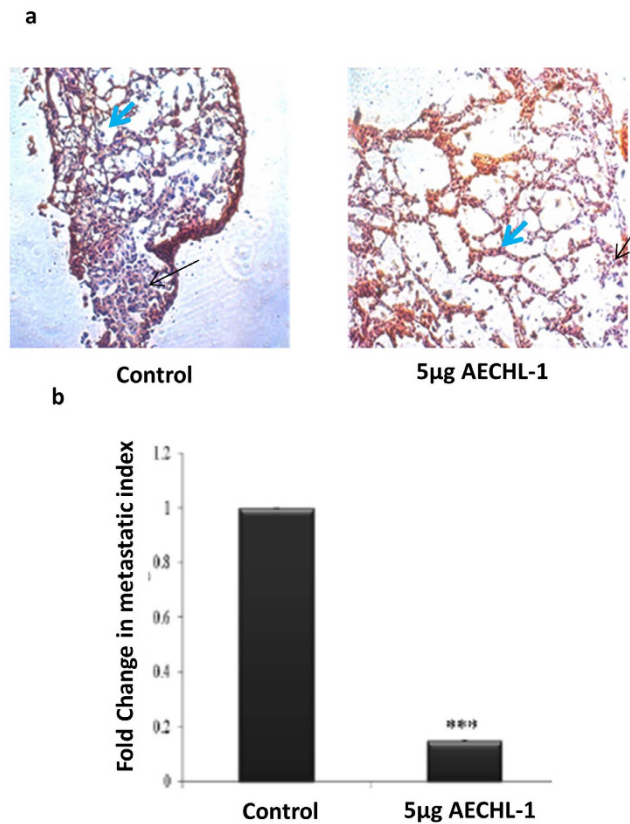 a
Control
5µg AECHL-1
b
Fold Change in metastatic index
1.2
1
0.8
0.6
0.4
0.2
0
***
Control
5µg AECHL-1